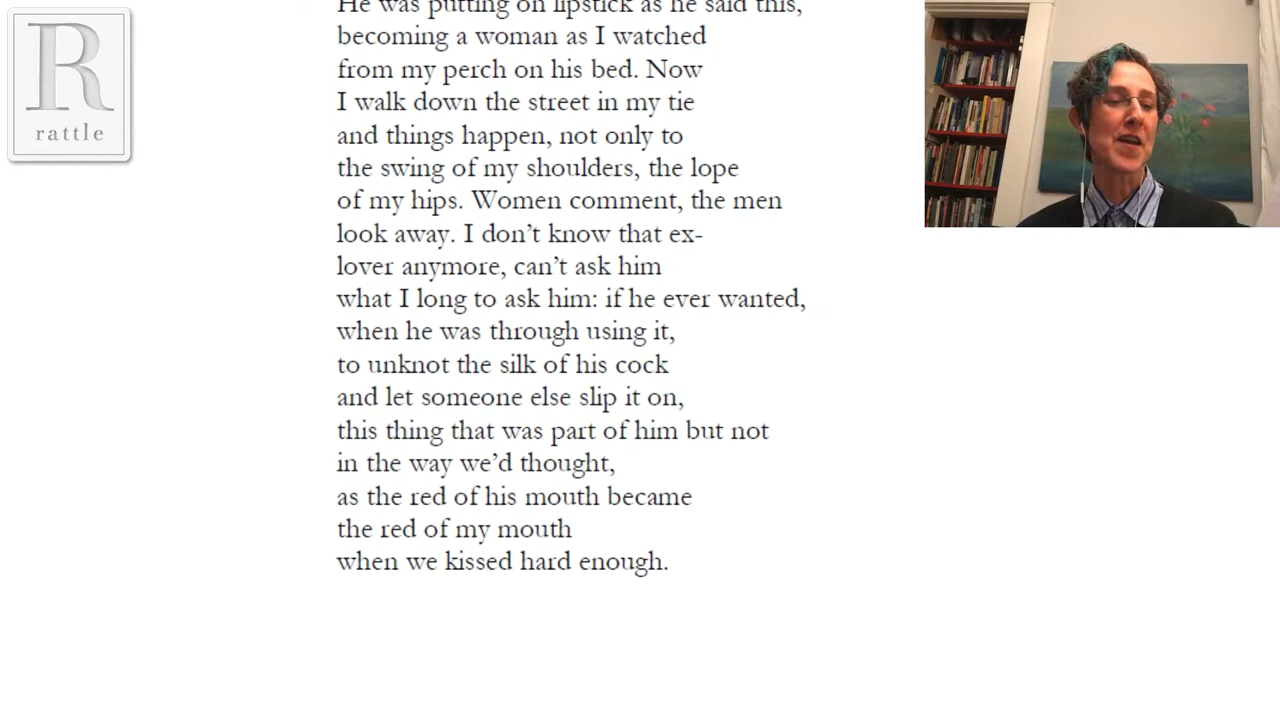 R
rattle
He was putting on lipstick as he said this,
becoming a woman as I watched
from my perch on his bed. Now
I walk down the street in my tie
and things happen, not only to
the swing of my shoulders, the lope
of my hips. Women comment, the men
look away. I don’t know that ex-
lover anymore, can’t ask him
what I long to ask him: if he ever wanted,
when he was through using it,
to unknot the silk of his cock
and let someone else slip it on,
this thing that was part of him but not
in the way we’d thought,
as the red of his mouth became
the red of my mouth
when we kissed hard enough.